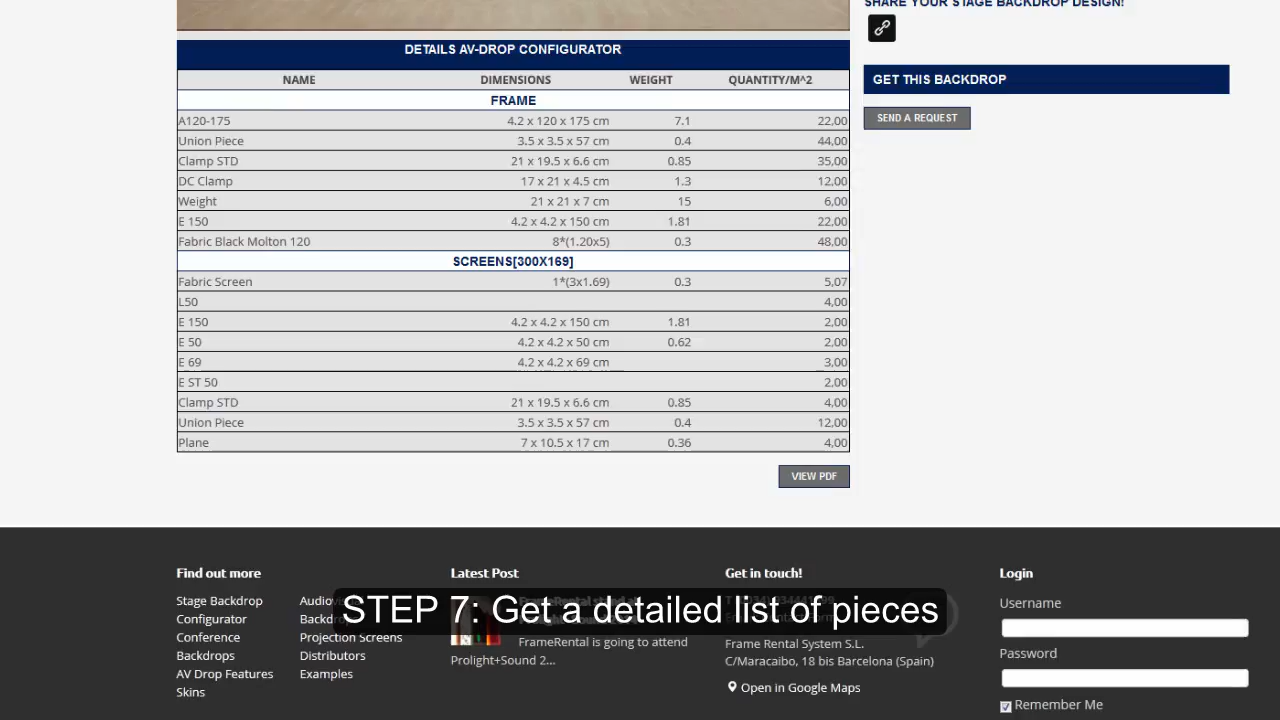 SHARE YOUR STAGE BACKDROP DESIGN!
DETAILS AV-DROP CONFIGURATOR
GET THIS BACKDROP
SEND A REQUEST
NAME DIMENSIONS WEIGHT QUANTITY/M^2
FRAME
A120-175 4.2 x 120 x 175 cm 7.1 22,00
Union Piece 3.5 x 3.5 x 57 cm 0.4 44,00
Clamp STD 21 x 19.5 x 6.6 cm 0.85 35,00
DC Clamp 17 x 21 x 4.5 cm 1.3 12,00
Weight 21 x 21 x 7 cm 15 6,00
E 150 4.2 x 4.2 x 150 cm 1.81 22,00
Fabric Black Molton 120 8*(1.20x5) 0.3 48,00
SCREENS[300X169]
Fabric Screen 1*(3x1.69) 0.3 5,07
L50 4,00
E 150 4.2 x 4.2 x 150 cm 1.81 2,00
E 50 4.2 x 4.2 x 50 cm 0.62 2,00
E 69 4.2 x 4.2 x 69 cm 3,00
E ST 50 2,00
Clamp STD 21 x 19.5 x 6.6 cm 0.85 4,00
Union Piece 3.5 x 3.5 x 57 cm 0.4 12,00
Plane 7 x 10.5 x 17 cm 0.36 4,00
VIEW PDF
Find out more
Stage Backdrop
Configurator
Conference
Backdrops
AV Drop Features
Skins
Projection Screens
Distributors
Examples
Latest Post
FrameRental is going to attend
Prolight+Sound 2...
Get in touch!
Frame Rental System S.L.
C/Maracaibo, 18 bis Barcelona (Spain)
Open in Google Maps
Login
Username
Password
Remember Me
STEP 7: Get a detailed list of pieces